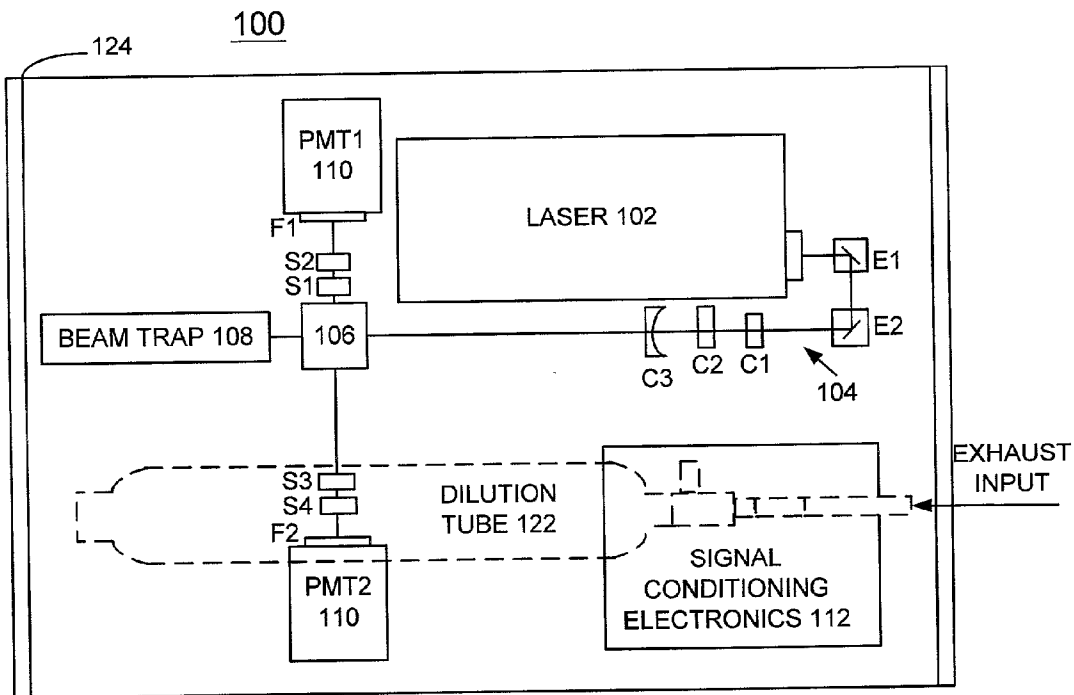 100
124
PMT1
110
F1
S2
S1
LASER 102
E1
E2
BEAM TRAP 108
106
C3
C2
C1
104
EXHAUST
INPUT
S3
S4
F2
DILUTION
TUBE 122
PMT2
110
SIGNAL
CONDITIONING
ELECTRONICS 112